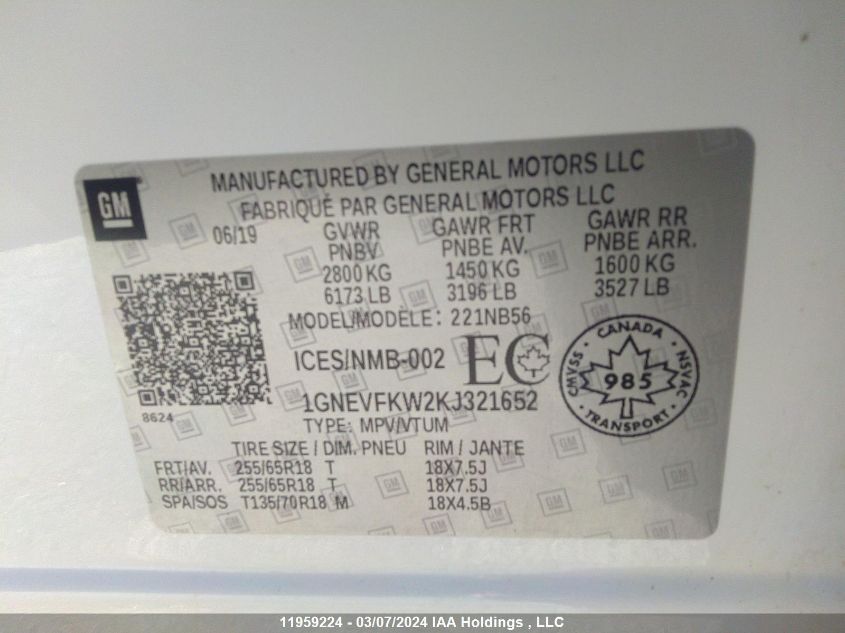 MANUFACTURED BY GENERAL MOTORS LLC
FABRIQUÉ PAR GENERAL MOTORS LLC
GM
06/19
GVWR GAWR FRT GAWR RR
PNBV PNBE AV. PNBE ARR.
2800 KG 1450 KG 1600 KG
6173 LB 3196 LB 3527 LB
MODEL/MODÈLE: 221NB56
ICES/NMB-002 EC
CANADA
CMVSS 985 NSVAC
TRANSPORT
8624
1GNEVFKW2KJ321652
TYPE: MPV/VTUM
TIRE SIZE / DIM. PNEU RIM / JANTE
FRT/AV. 255/65R18 T 18X7.5J
RR/ARR. 255/65R18 T 18X7.5J
SPA/SOS T135/70R18 M 18X4.5B
11959224 - 03/07/2024 IAA Holdings , LLC